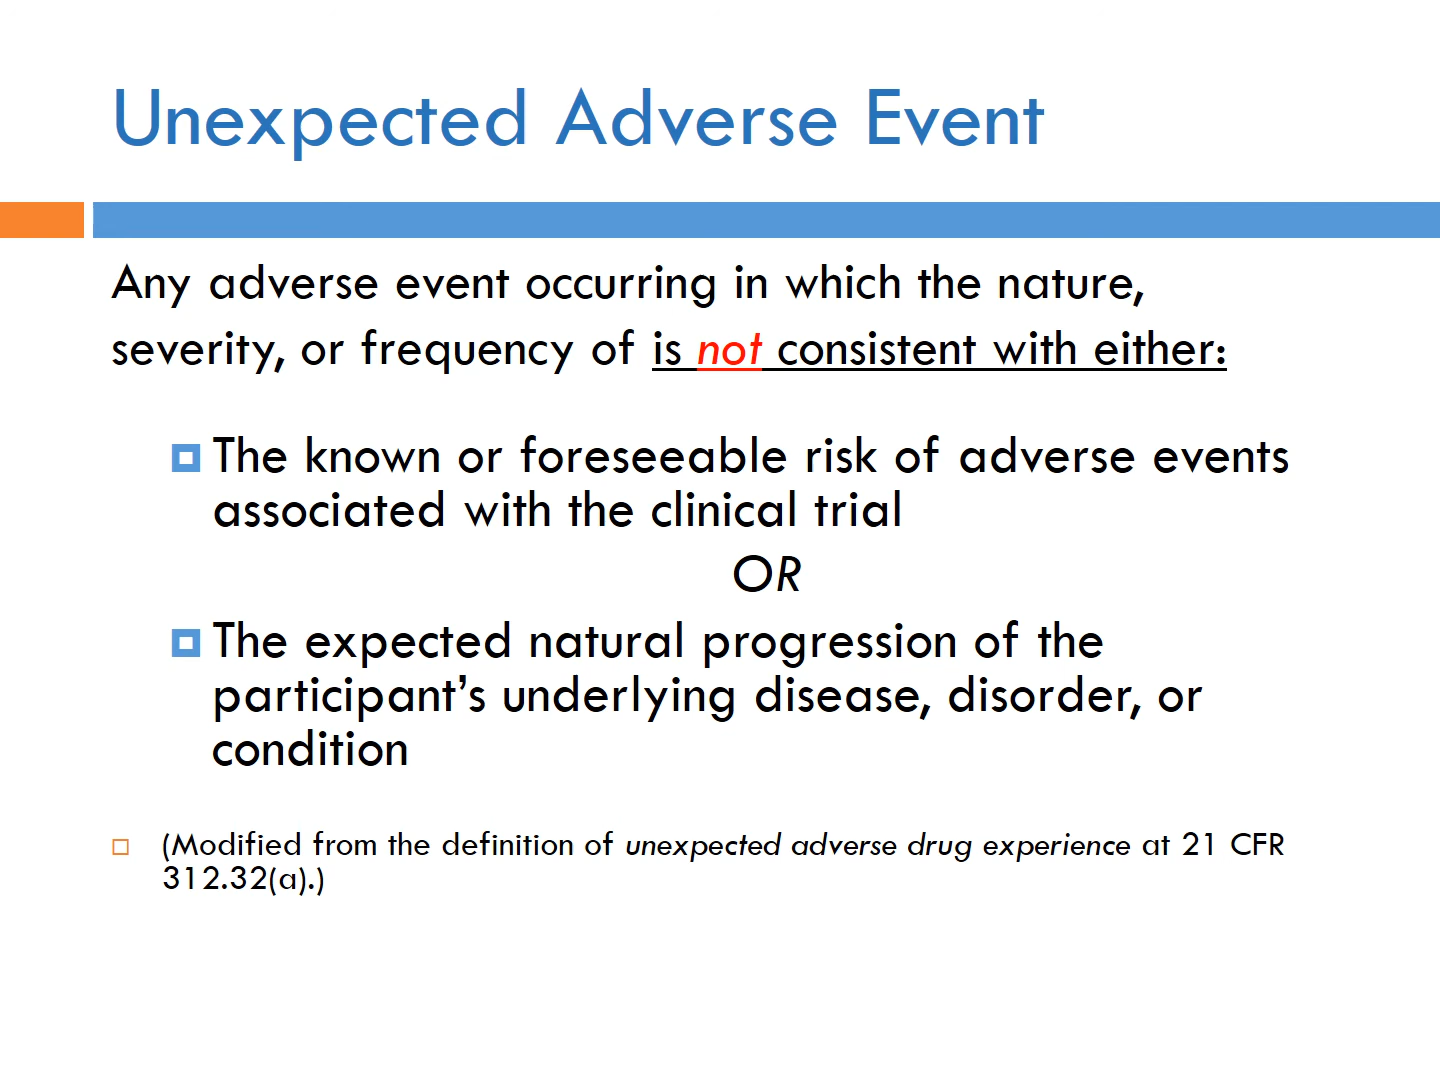 Unexpected Adverse Event
Any adverse event occurring in which the nature,
severity, or frequency of is not consistent with either:
The known or foreseeable risk of adverse events
associated with the clinical trial
OR
The expected natural progression of the
participant’s underlying disease, disorder, or
condition
(Modified from the definition of unexpected adverse drug experience at 21 CFR
312.32(a).)